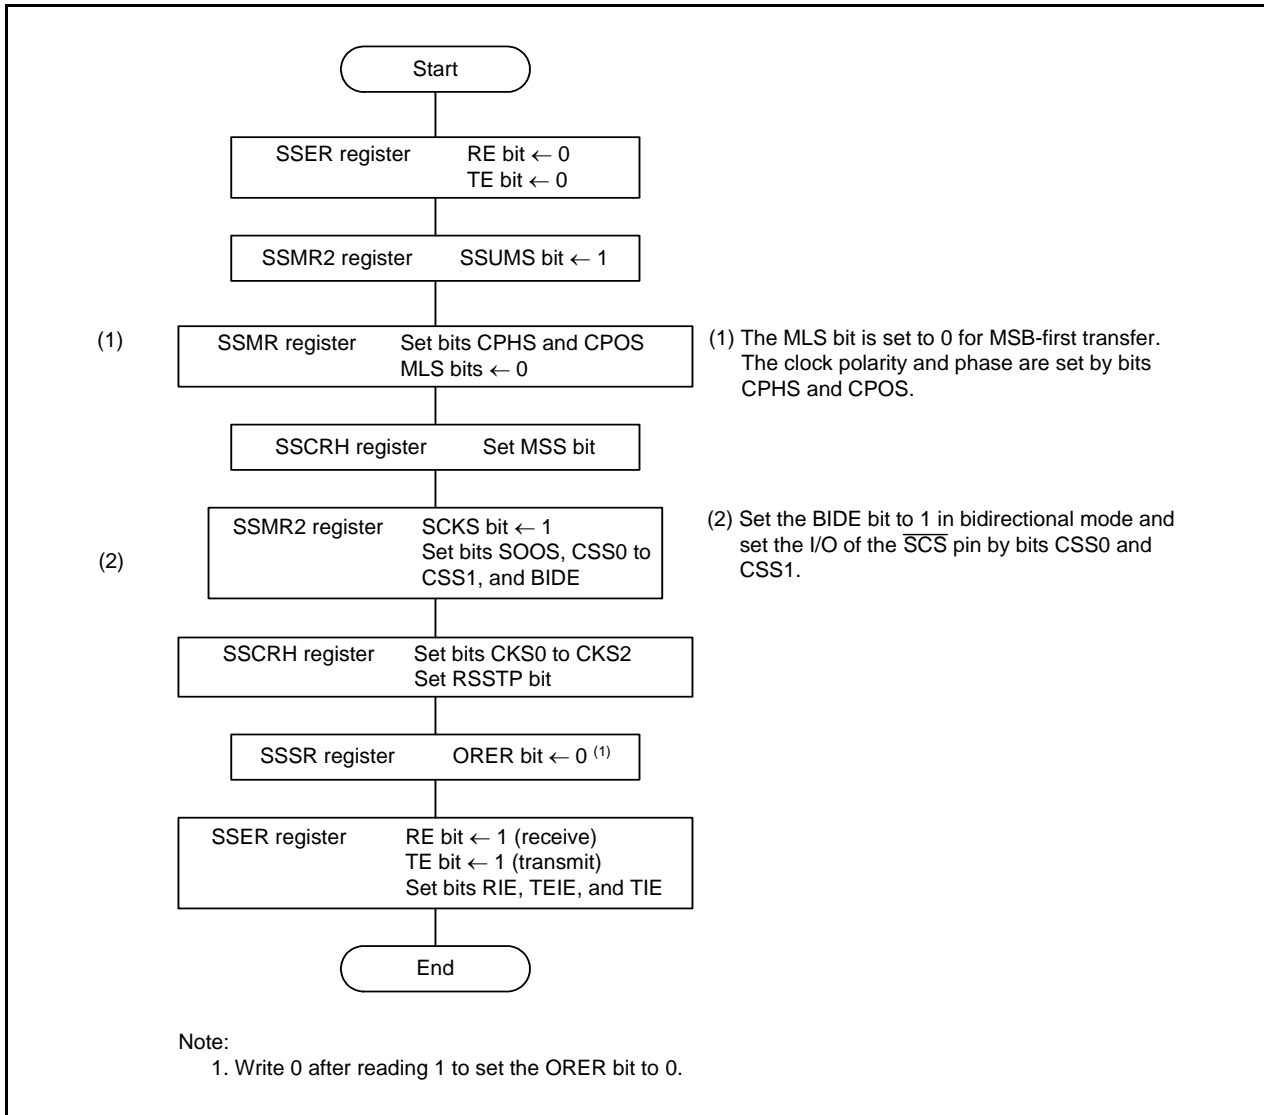 Start
SSER register RE bit ← 0
TE bit ← 0
SSMR2 register SSUMS bit ← 1
(1) SSMR register Set bits CPHS and CPOS
MLS bits ← 0
(1) The MLS bit is set to 0 for MSB-first transfer.
The clock polarity and phase are set by bits
CPHS and CPOS.
SSCRH register Set MSS bit
(2) SSMR2 register SCKS bit ← 1
Set bits SOOS, CSS0 to
CSS1, and BIDE
(2) Set the BIDE bit to 1 in bidirectional mode and
set the I/O of the S̅C̅S̅ pin by bits CSS0 and
CSS1.
SSCRH register Set bits CKS0 to CKS2
Set RSSTP bit
SSSR register ORER bit ← 0 (1)
SSER register RE bit ← 1 (receive)
TE bit ← 1 (transmit)
Set bits RIE, TEIE, and TIE
End
Note:
1. Write 0 after reading 1 to set the ORER bit to 0.